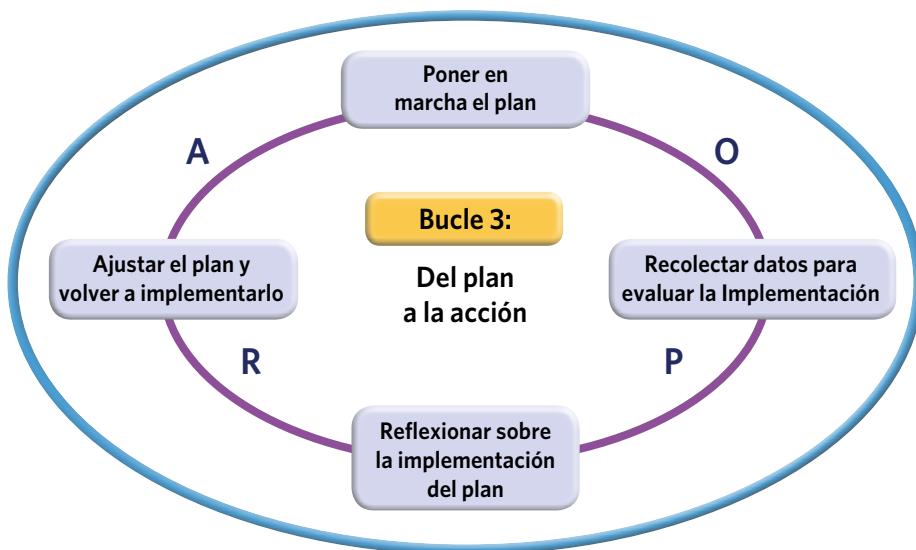 Poner en
marcha el plan
A
O
Bucle 3:
Del plan
a la acción
Ajustar el plan y
volver a implementarlo
Recolectar datos para
evaluar la Implementación
R
P
Reflexionar sobre
la implementación
del plan